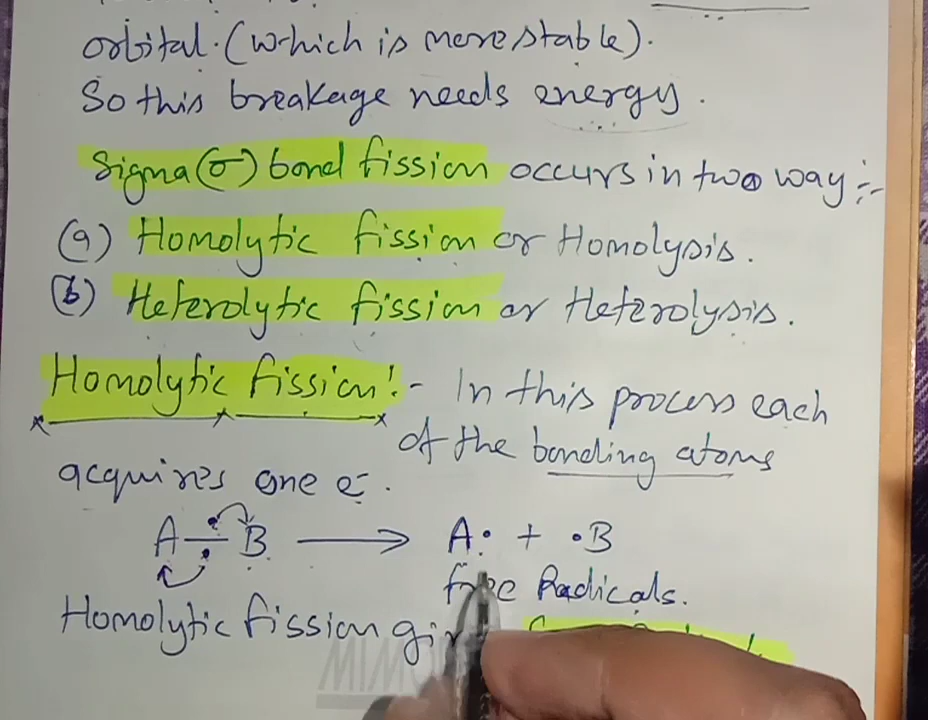 orbital. (which is more stable).
So this breakage needs energy.
Sigma (σ) bond fission occurs in two way :-
(a) Homolytic fission or Homolysis.
(b) Heterolytic fission or Heterolysis.
Homolytic fission! - In this process each
of the bonding atoms
acquires one e-.
A — B → A• + •B
free Radicals.
Homolytic fission